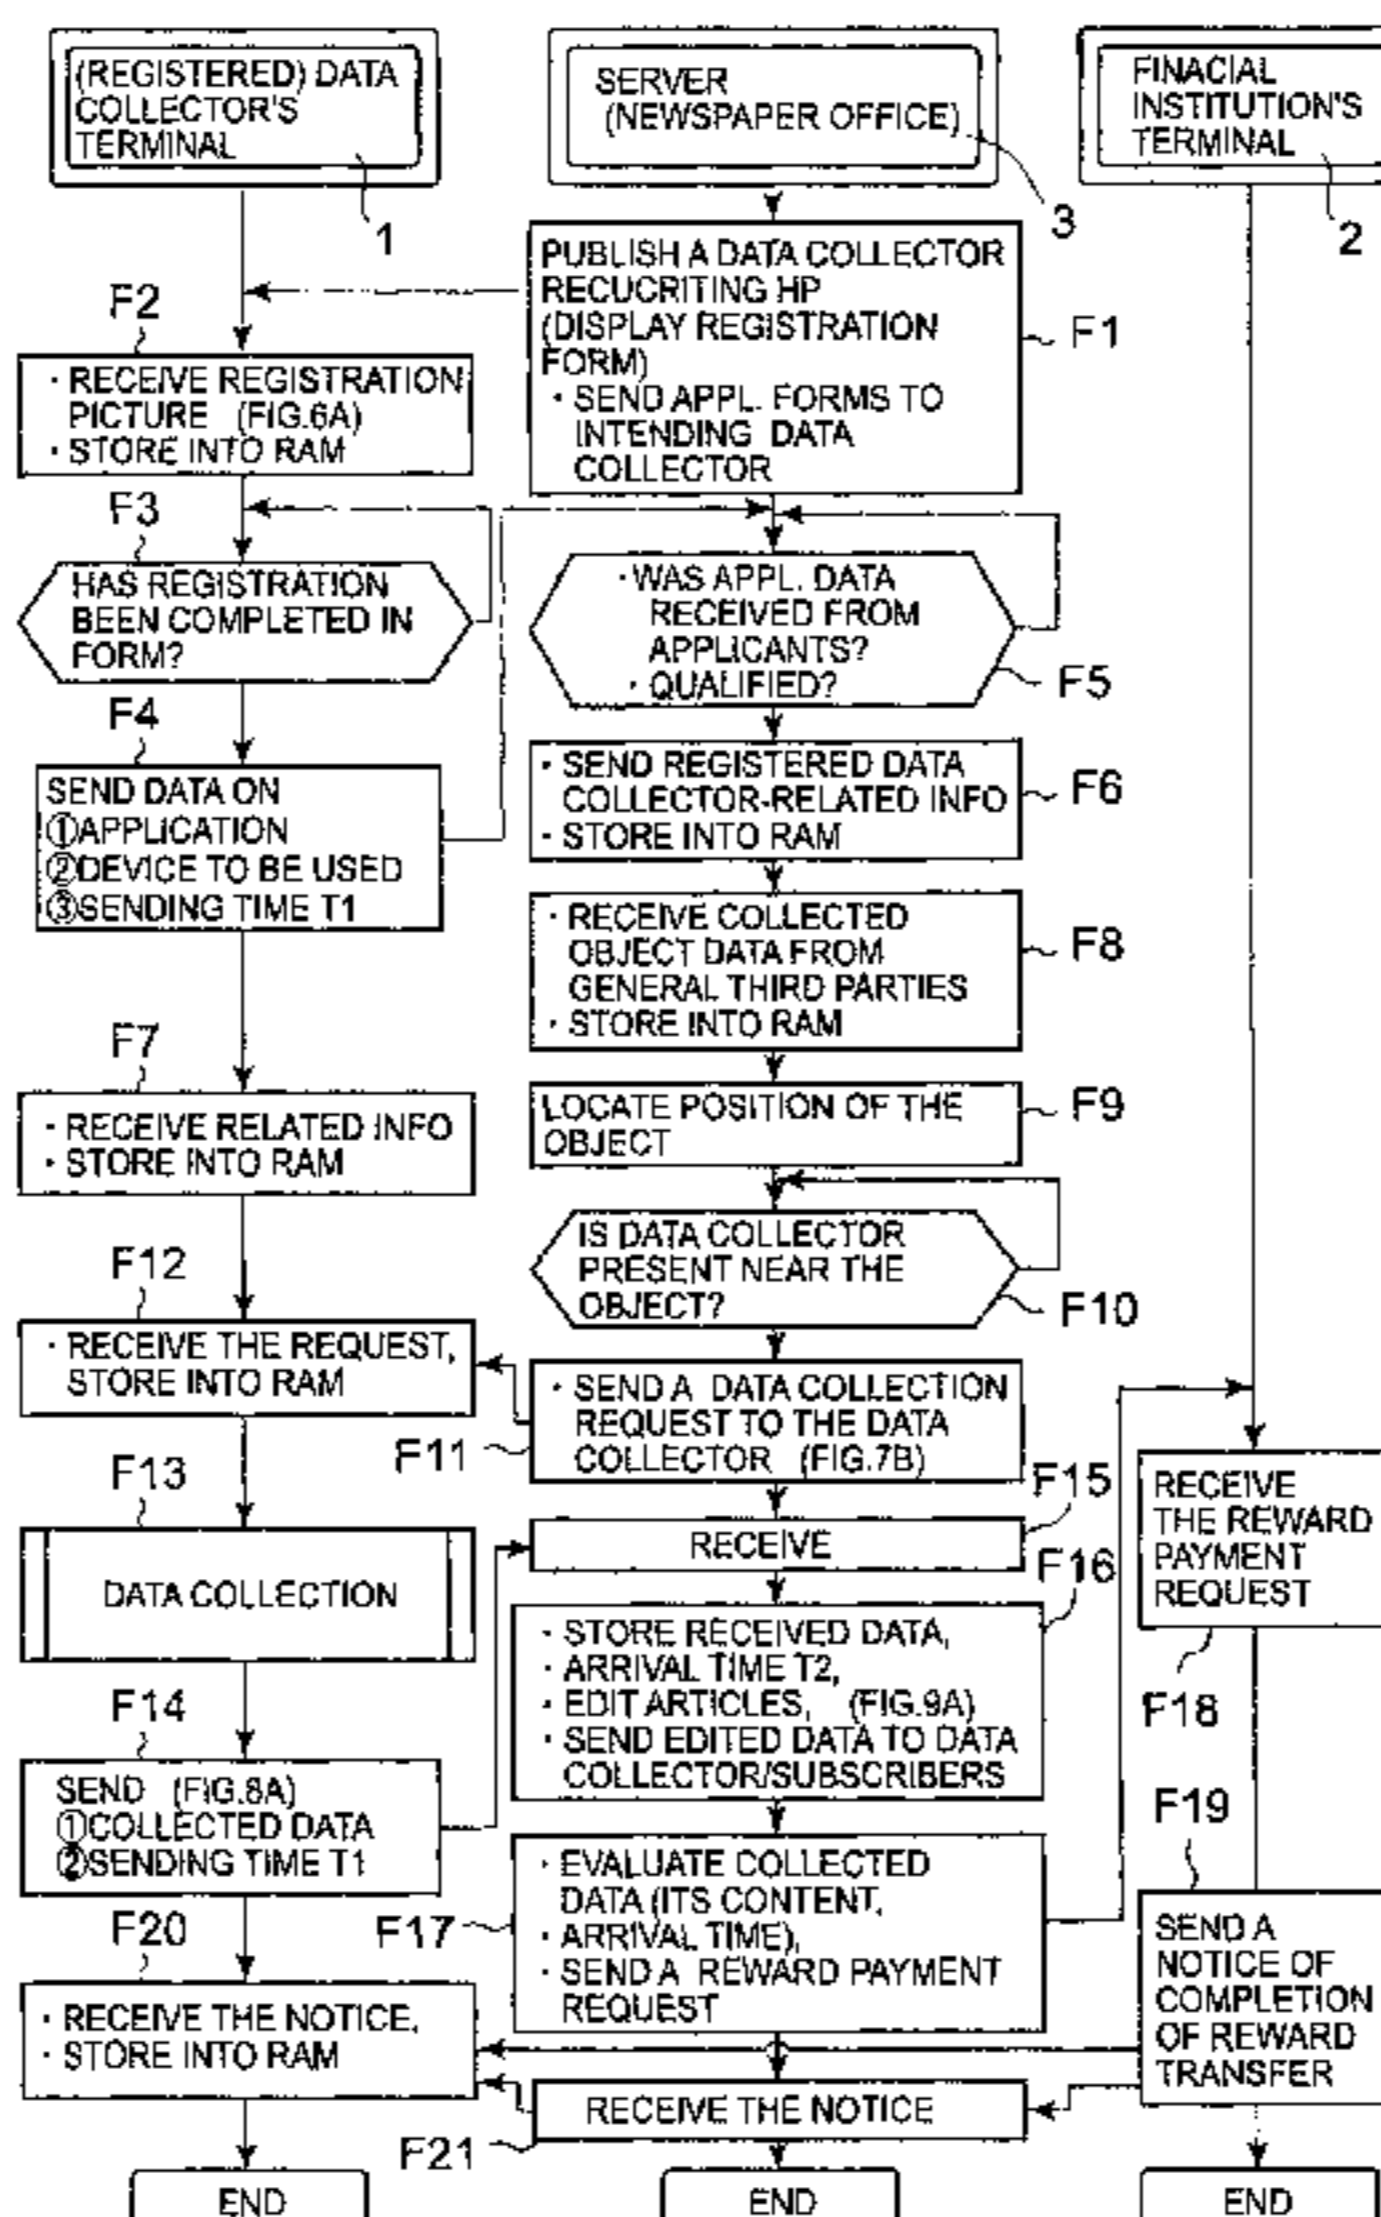 (REGISTERED) DATA
COLLECTOR'S
TERMINAL
1
SERVER
(NEWSPAPER OFFICE)
3
FINACIAL
INSTITUTION'S
TERMINAL
2
PUBLISH A DATA COLLECTOR
RECUCRITING HP
(DISPLAY REGISTRATION
FORM)
· SEND APPL. FORMS TO
INTENDING DATA
COLLECTOR
F1
F2
· RECEIVE REGISTRATION
PICTURE (FIG.6A)
· STORE INTO RAM
F3
HAS REGISTRATION
BEEN COMPLETED IN
FORM?
· WAS APPL. DATA
RECEIVED FROM
APPLICANTS?
· QUALIFIED?
F5
F4
SEND DATA ON
①APPLICATION
②DEVICE TO BE USED
③SENDING TIME T1
· SEND REGISTERED DATA
COLLECTOR-RELATED INFO
· STORE INTO RAM
F6
· RECEIVE COLLECTED
OBJECT DATA FROM
GENERAL THIRD PARTIES
· STORE INTO RAM
F8
F7
· RECEIVE RELATED INFO
· STORE INTO RAM
LOCATE POSITION OF THE
OBJECT
F9
IS DATA COLLECTOR
PRESENT NEAR THE
OBJECT?
F10
F12
· RECEIVE THE REQUEST,
STORE INTO RAM
· SEND A DATA COLLECTION
REQUEST TO THE DATA
COLLECTOR (FIG.7B)
F11
F13
DATA COLLECTION
RECEIVE
F15
RECEIVE
THE REWARD
PAYMENT
REQUEST
F18
F16
· STORE RECEIVED DATA,
· ARRIVAL TIME T2,
· EDIT ARTICLES, (FIG.9A)
· SEND EDITED DATA TO DATA
COLLECTOR/SUBSCRIBERS
F14
SEND (FIG.8A)
①COLLECTED DATA
②SENDING TIME T1
· EVALUATE COLLECTED
DATA (ITS CONTENT,
· ARRIVAL TIME),
· SEND A REWARD PAYMENT
REQUEST
F17
F19
SEND A
NOTICE OF
COMPLETION
OF REWARD
TRANSFER
F20
· RECEIVE THE NOTICE,
· STORE INTO RAM
RECEIVE THE NOTICE
F21
END
END
END